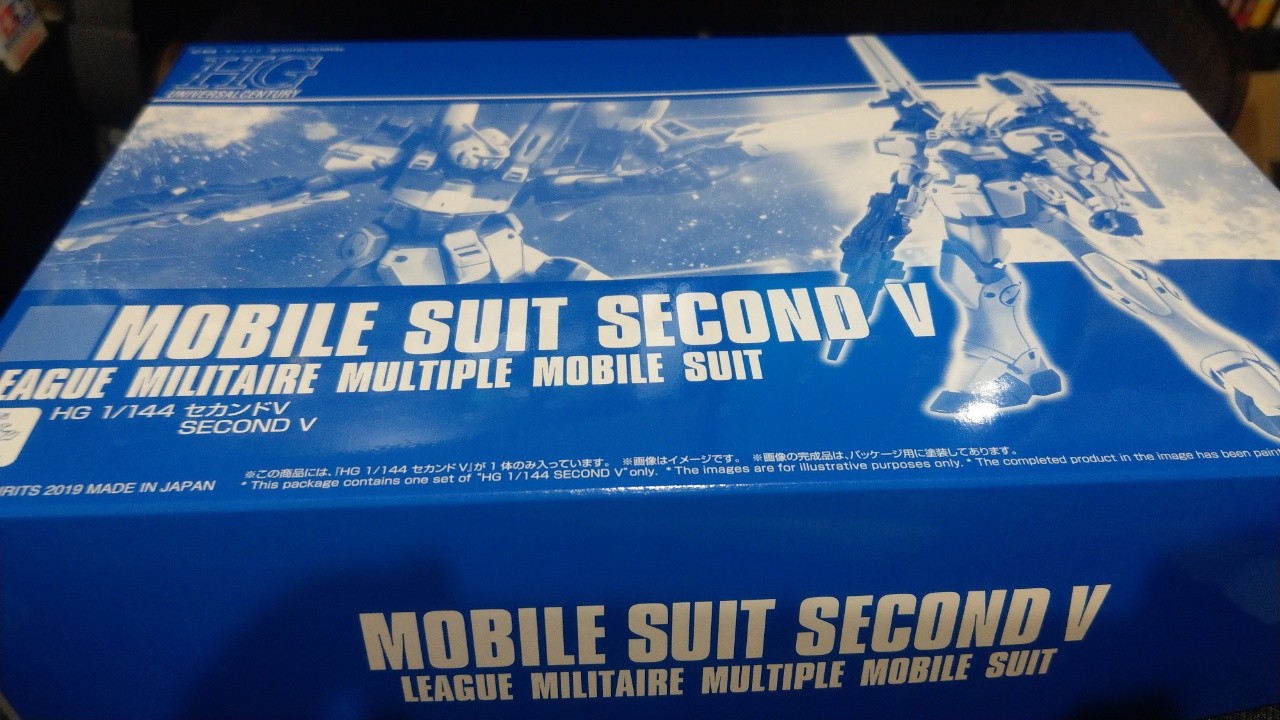 HG
UNIVERSAL CENTURY
MOBILE SUIT SECOND V
LEAGUE MILITAIRE MULTIPLE MOBILE SUIT
HG 1/144 セカンドV
SECOND V
※この商品には、『HG 1/144 セカンドV』が1体のみ入っています。 ※画像はイメージです。 ※画像の完成品は、パッケージ用に塗装してあります。
* This package contains one set of "HG 1/144 SECOND V" only. * The images are for illustrative purposes only. * The completed product in the image has been
2019 MADE IN JAPAN
MOBILE SUIT SECOND V
LEAGUE MILITAIRE MULTIPLE MOBILE SUIT